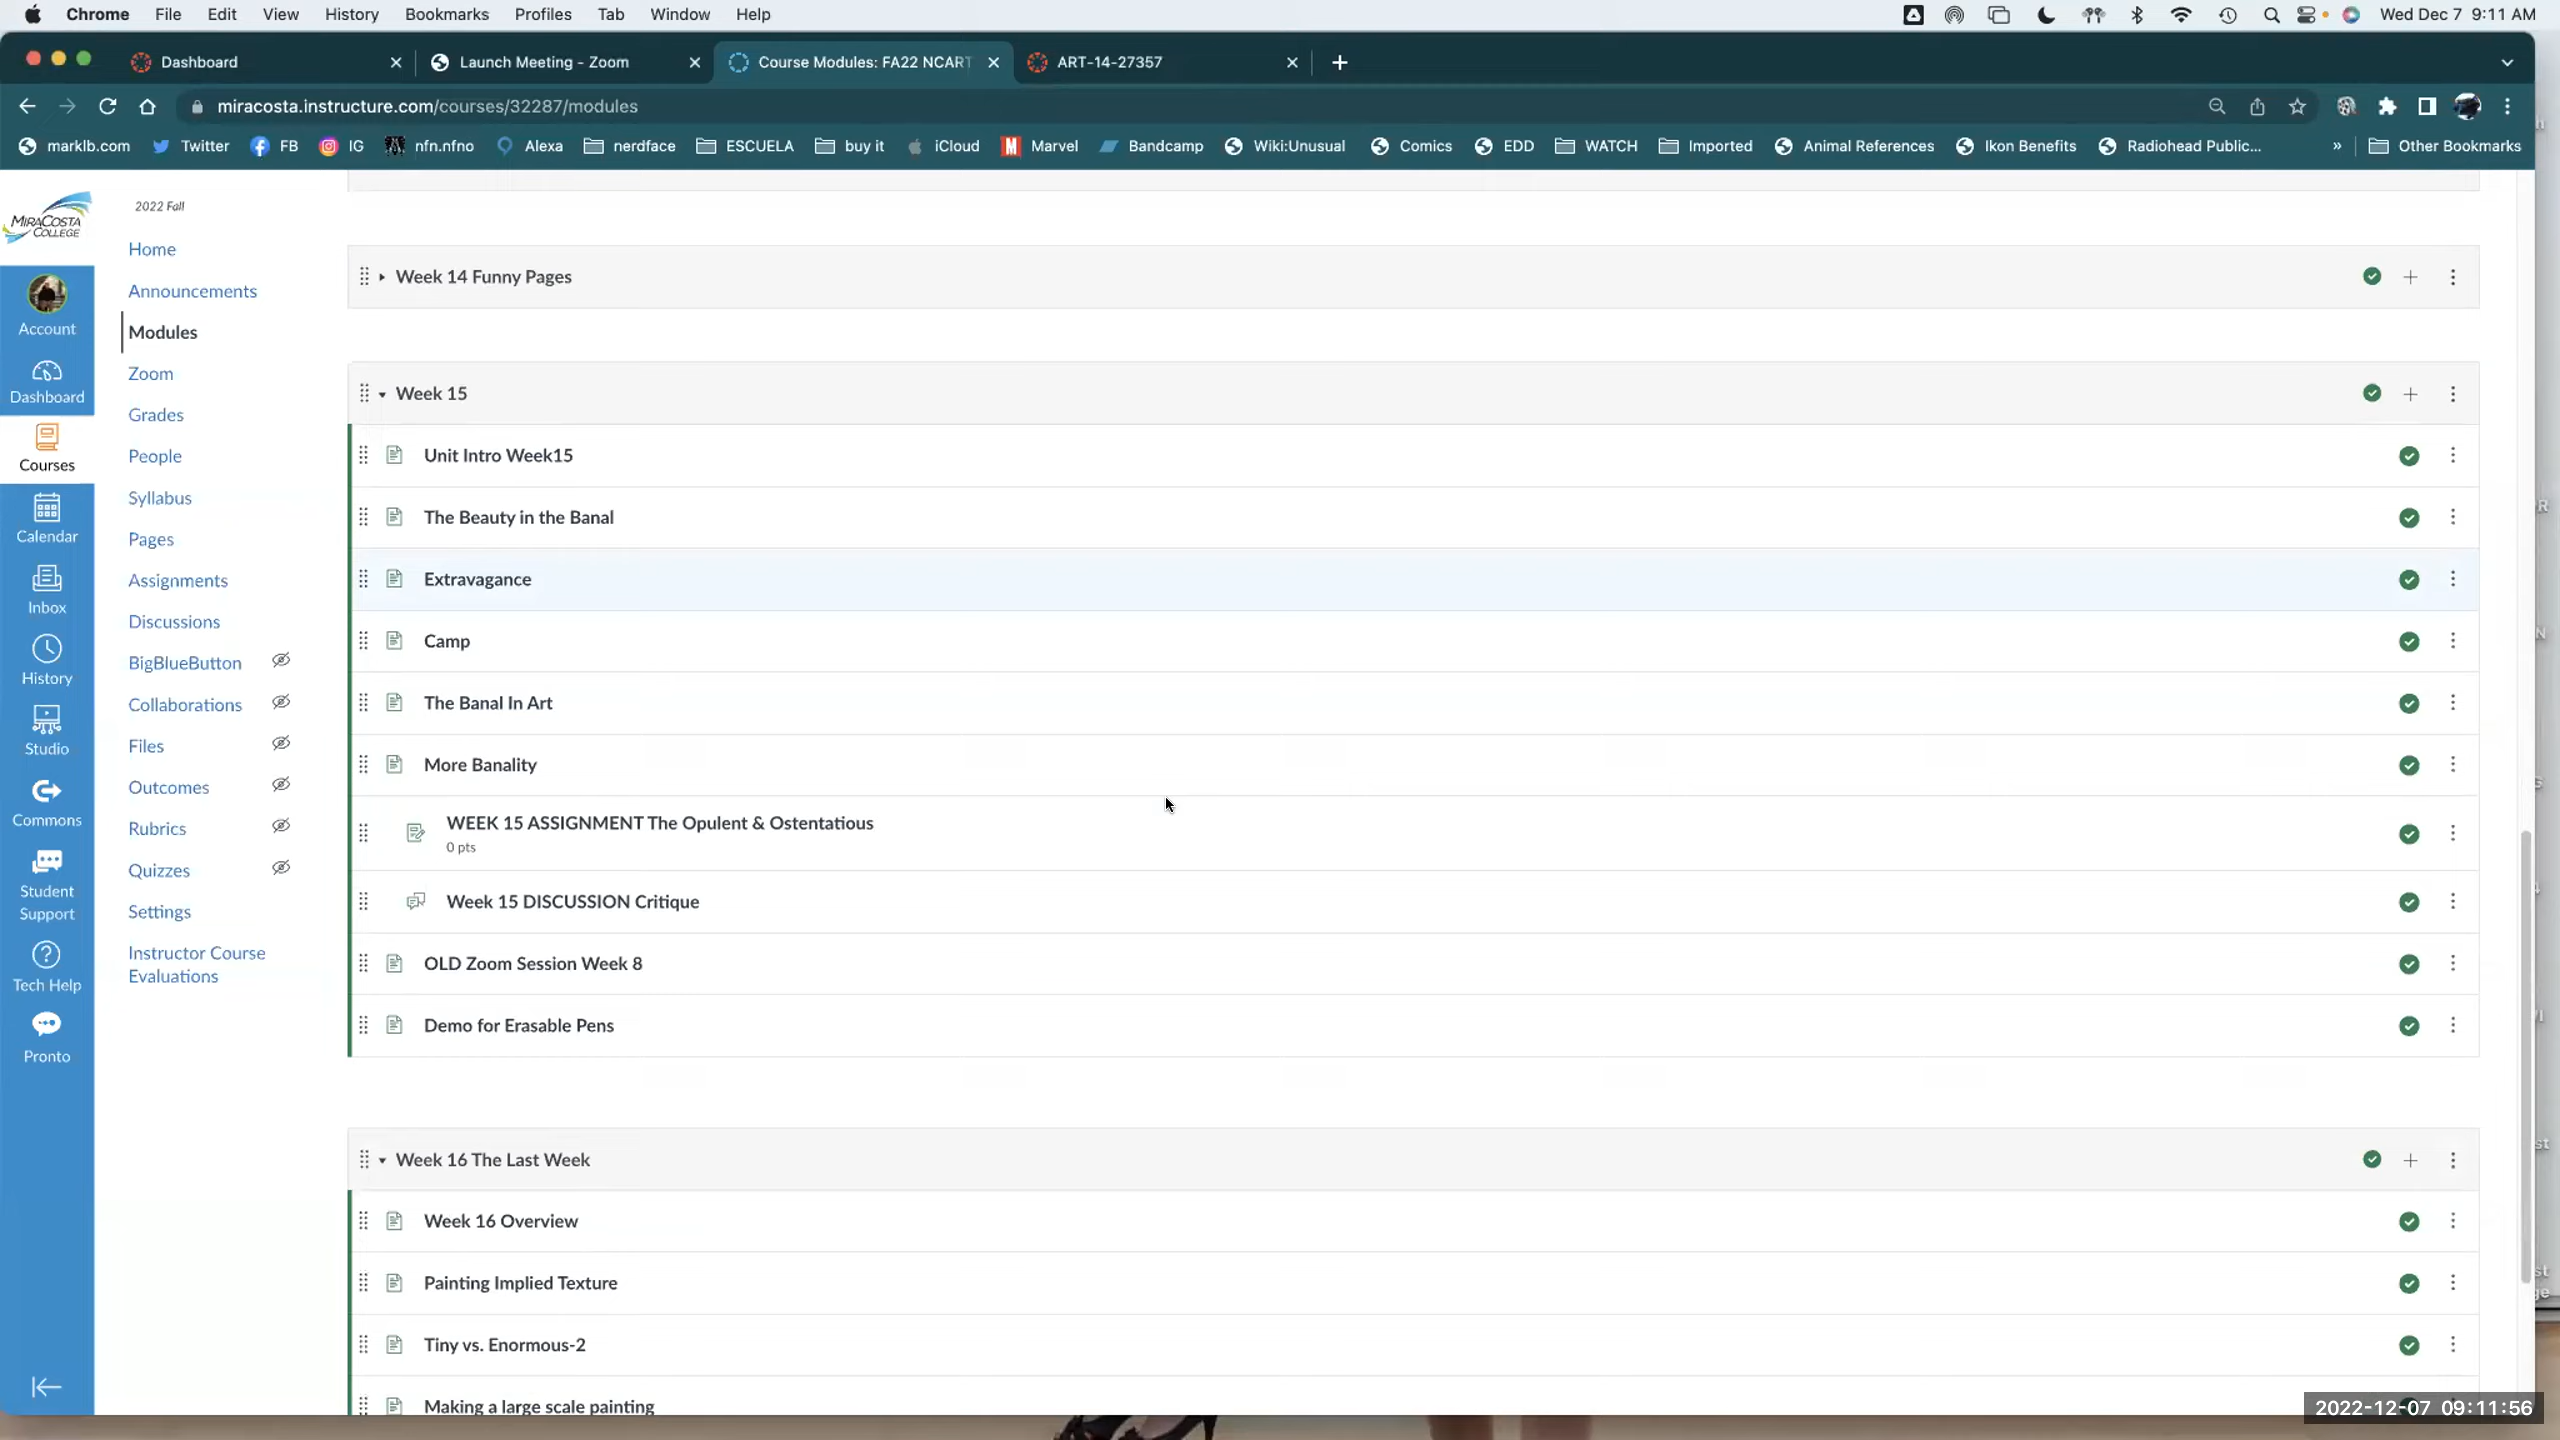 Chrome File Edit View History Bookmarks Profiles Tab Window Help Wed Dec 7 9:11 AM
Dashboard Launch Meeting - Zoom Course Modules: FA22 NCART ART-14-27357
miracosta.instructure.com/courses/32287/modules
marklb.com Twitter FB IG nfn.nfno Alexa nerdface ESCUELA buy it iCloud Marvel Bandcamp Wiki:Unusual Comics EDD WATCH Imported Animal References Ikon Benefits Radiohead Public... » Other Bookmarks
MIRACOSTA COLLEGE
Account
Dashboard
Courses
Calendar
Inbox
History
Studio
Commons
Student Support
Tech Help
Pronto
2022 Fall
Home
Announcements
Modules
Zoom
Grades
People
Syllabus
Pages
Assignments
Discussions
BigBlueButton
Collaborations
Files
Outcomes
Rubrics
Quizzes
Settings
Instructor Course
Evaluations
Week 14 Funny Pages
Week 15
Unit Intro Week15
The Beauty in the Banal
Extravagance
Camp
The Banal In Art
More Banality
WEEK 15 ASSIGNMENT The Opulent & Ostentatious
0 pts
Week 15 DISCUSSION Critique
OLD Zoom Session Week 8
Demo for Erasable Pens
Week 16 The Last Week
Week 16 Overview
Painting Implied Texture
Tiny vs. Enormous-2
Making a large scale painting
2022-12-07 09:11:56